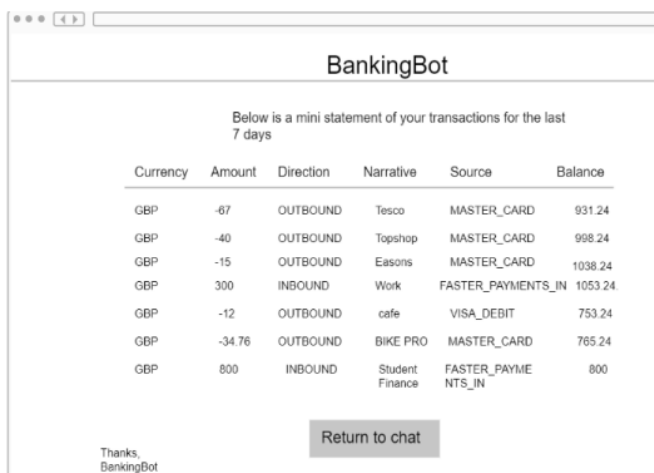 BankingBot
Below is a mini statement of your transactions for the last
7 days
Currency Amount Direction Narrative Source Balance
GBP -67 OUTBOUND Tesco MASTER_CARD 931.24
GBP -40 OUTBOUND Topshop MASTER_CARD 998.24
GBP -15 OUTBOUND Easons MASTER_CARD 1038.24
GBP 300 INBOUND Work FASTER_PAYMENTS_IN 1053.24.
GBP -12 OUTBOUND cafe VISA_DEBIT 753.24
GBP -34.76 OUTBOUND BIKE PRO MASTER_CARD 765.24
GBP 800 INBOUND Student FASTER_PAYME 800
Finance NTS_IN
Return to chat
Thanks,
BankingBot